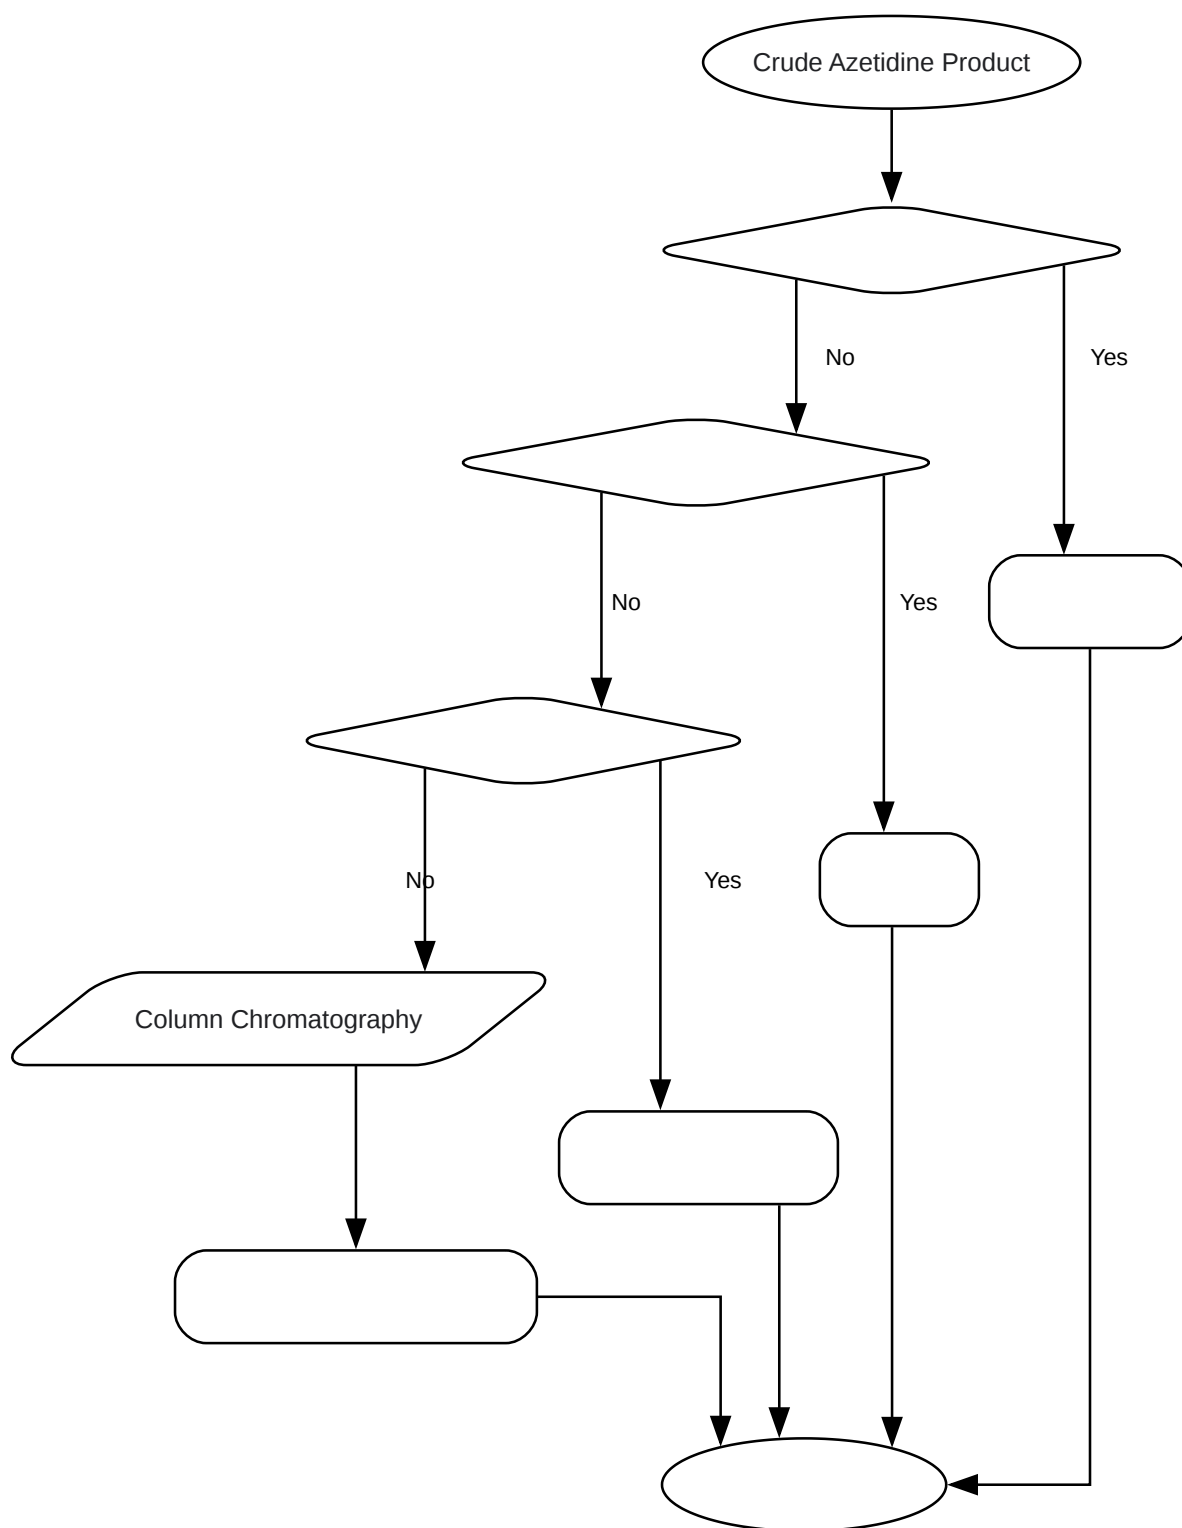 Crude Azetidine Product
No
Yes
No
Yes
No
Yes
Column Chromatography